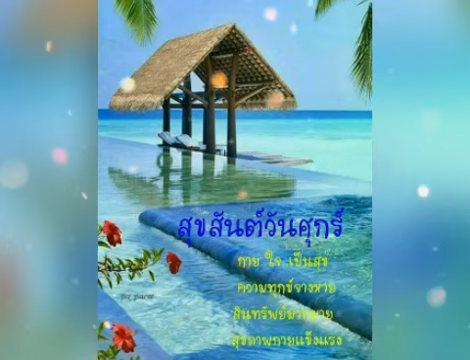 สุขสันต์วันศุกร์
กาย..ใจ..เป็นสุข
ความทุกข์จางหาย
สินทรัพย์มากมาย
สุขภาพกายแข็งแรง